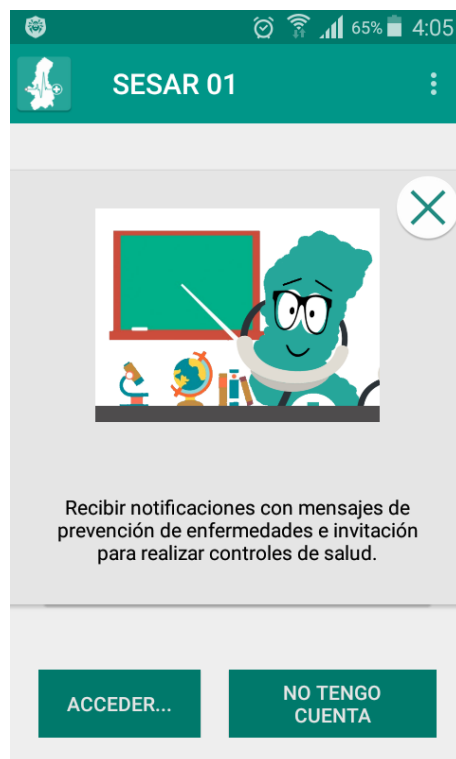 65% 4:05
SESAR 01
Recibir notificaciones con mensajes de
prevención de enfermedades e invitación
para realizar controles de salud.
ACCEDER...
NO TENGO
CUENTA